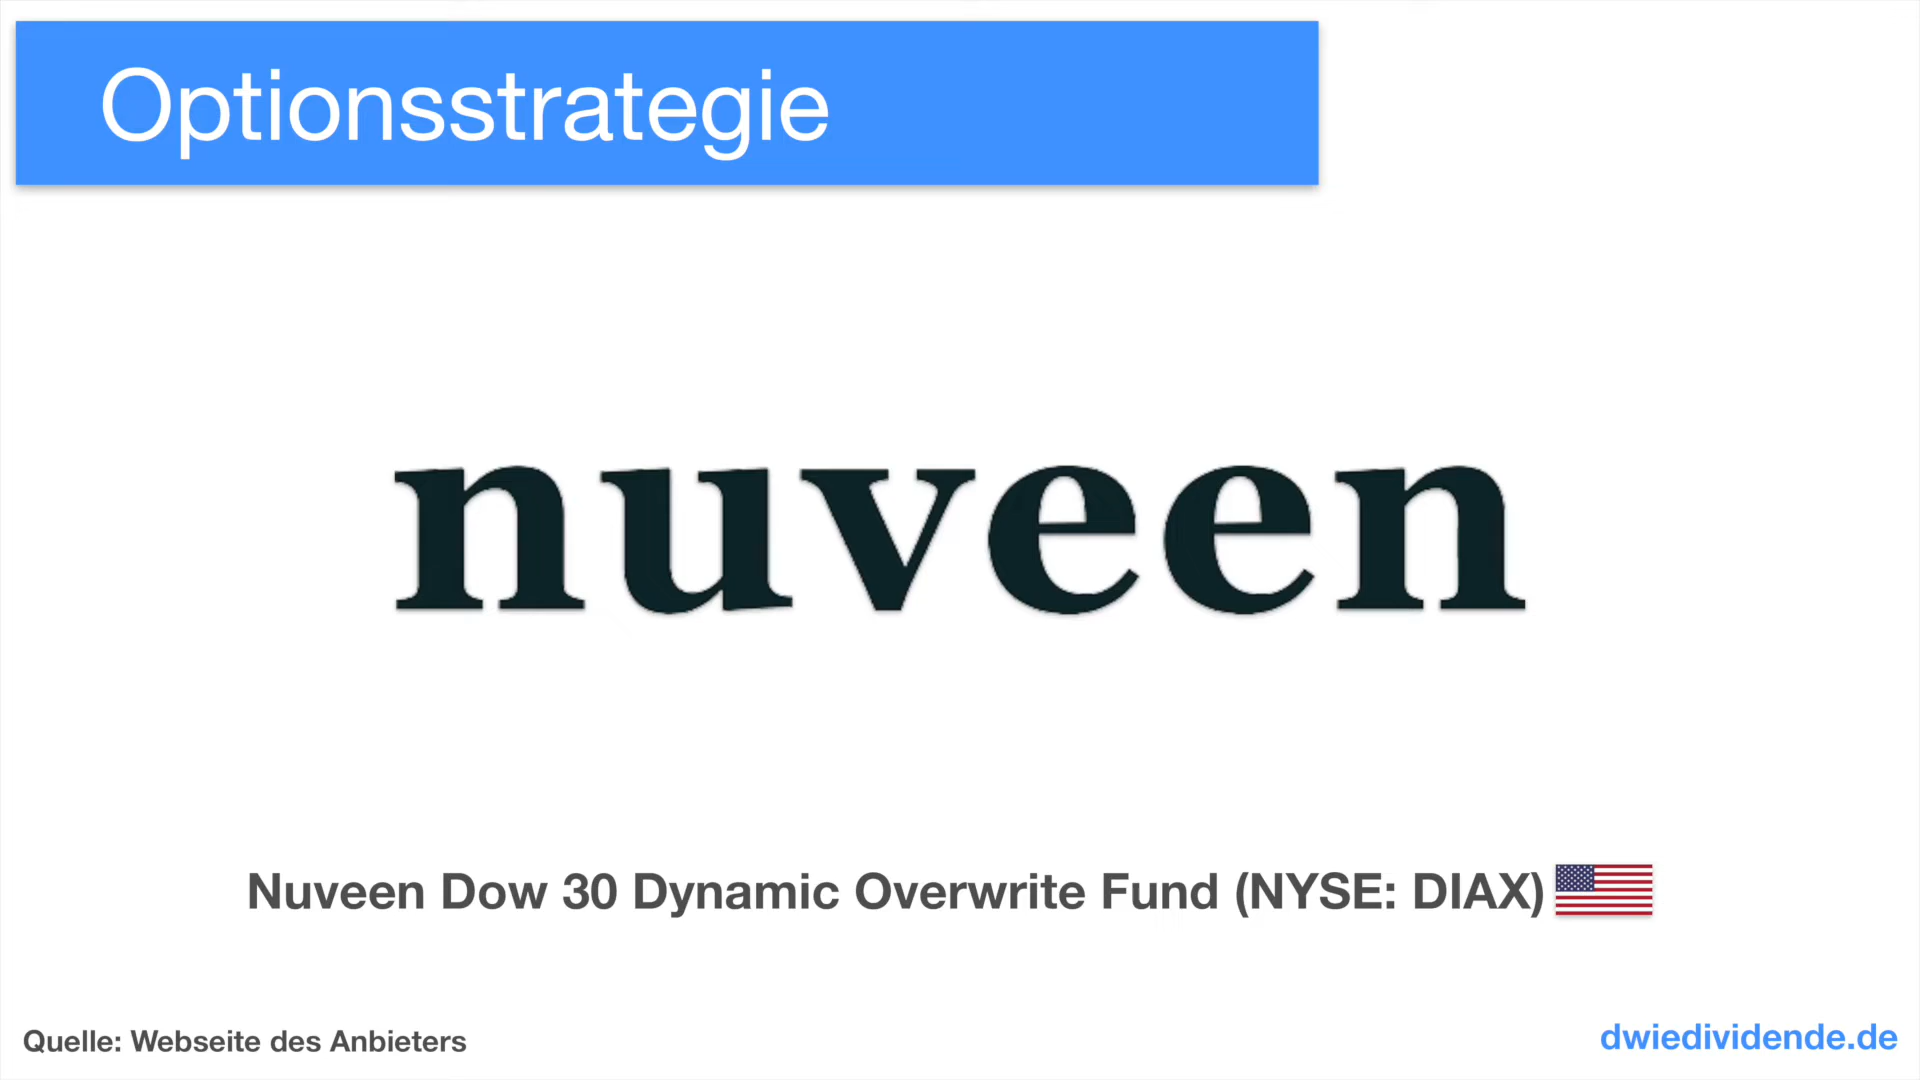 Optionsstrategie
nuveen
Nuveen Dow 30 Dynamic Overwrite Fund (NYSE: DIAX)
Quelle: Webseite des Anbieters
dwiedividende.de